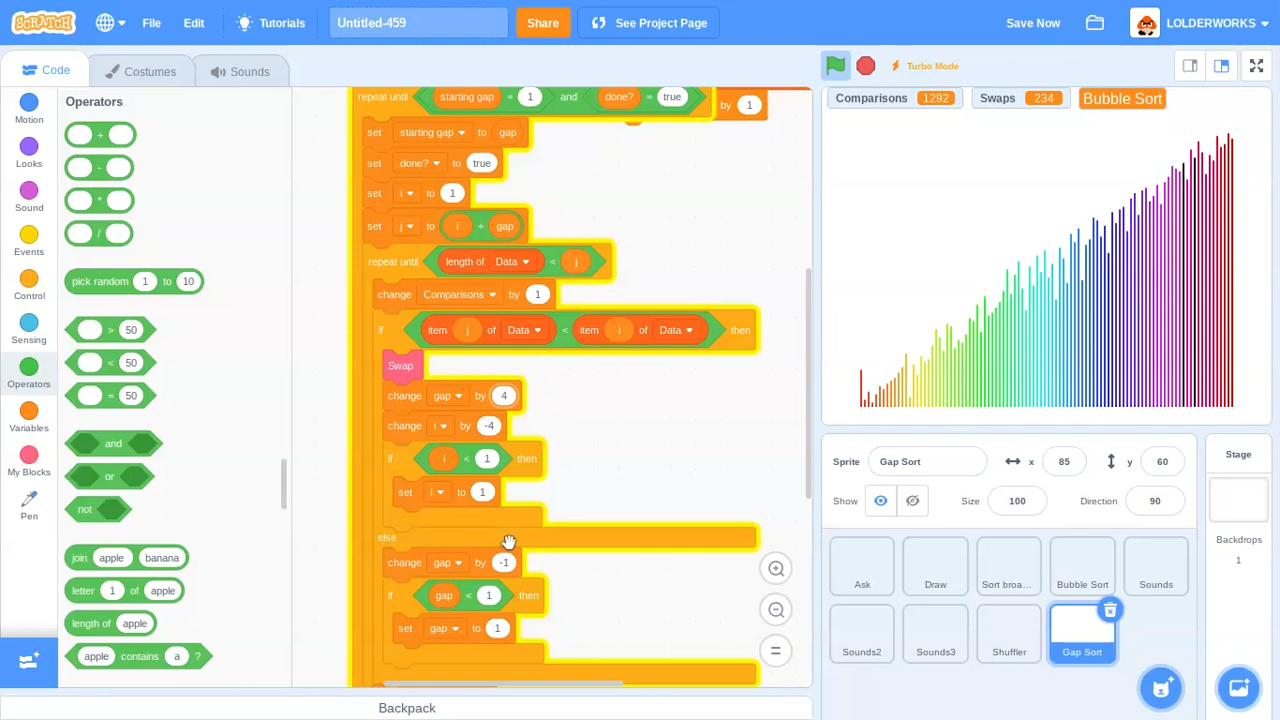 SCRATCH File Edit Tutorials Untitled-459 Share See Project Page Save Now LOLDERWORKS
Code Costumes Sounds
Turbo Mode
Motion
Looks
Sound
Events
Control
Sensing
Operators
Variables
My Blocks
Pen
Operators
+
-
*
/
pick random 1 to 10
> 50
< 50
= 50
and
or
not
join apple banana
letter 1 of apple
length of apple
apple contains a ?
repeat until starting gap = 1 and done? = true
by 1
set starting gap to gap
set done? to true
set i to 1
set j to i + gap
repeat until length of Data < j
change Comparisons by 1
if item j of Data < item i of Data then
Swap
change gap by 4
change i by -4
if i < 1 then
set i to 1
else
change gap by -1
if gap < 1 then
set gap to 1
Backpack
Comparisons 1292 Swaps 234 Bubble Sort
Sprite Gap Sort x 85 y 60
Show Size 100 Direction 90
Ask Draw Sort broa... Bubble Sort Sounds
Sounds2 Sounds3 Shuffler Gap Sort
Stage
Backdrops
1